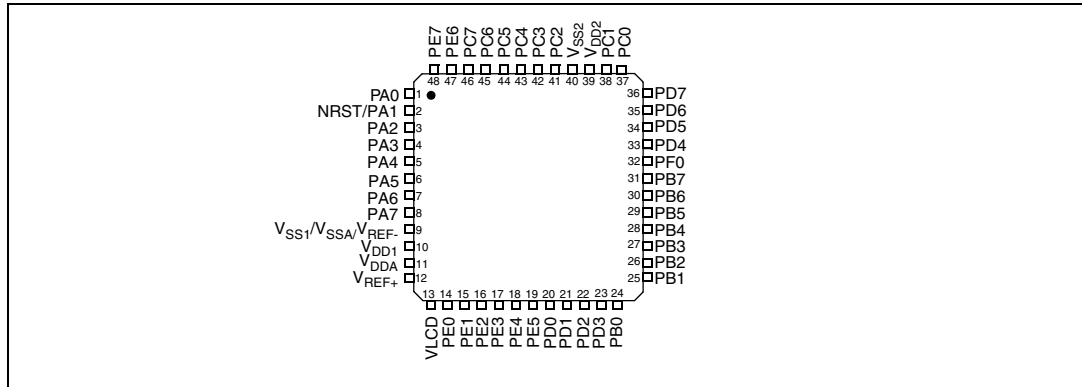 PE7 PE6 PC7 PC6 PC5 PC4 PC3 PC2 VSS2 VDD2 PC1 PC0
48 47 46 45 44 43 42 41 40 39 38 37
PA0 1 36 PD7
NRST/PA1 2 35 PD6
PA2 3 34 PD5
PA3 4 33 PD4
PA4 5 32 PF0
PA5 6 31 PB7
PA6 7 30 PB6
PA7 8 29 PB5
VSS1/VSSA/VREF- 9 28 PB4
VDD1 10 27 PB3
VDDA 11 26 PB2
VREF+ 12 25 PB1
13 14 15 16 17 18 19 20 21 22 23 24
VLCD PE0 PE1 PE2 PE3 PE4 PE5 PD0 PD1 PD2 PD3 PB0